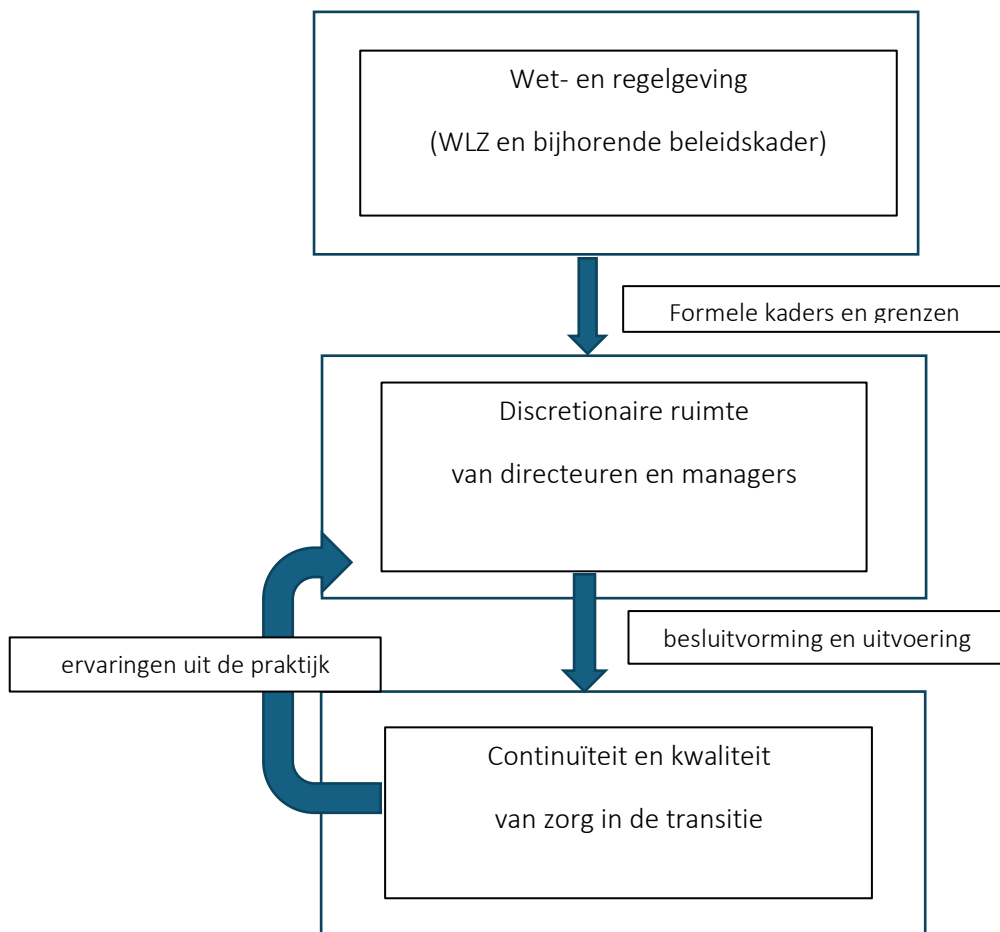 Wet- en regelgeving
(WLZ en bijhorende beleidskader)
Formele kaders en grenzen
Discretionaire ruimte
van directeuren en managers
besluitvorming en uitvoering
ervaringen uit de praktijk
Continuïteit en kwaliteit
van zorg in de transitie